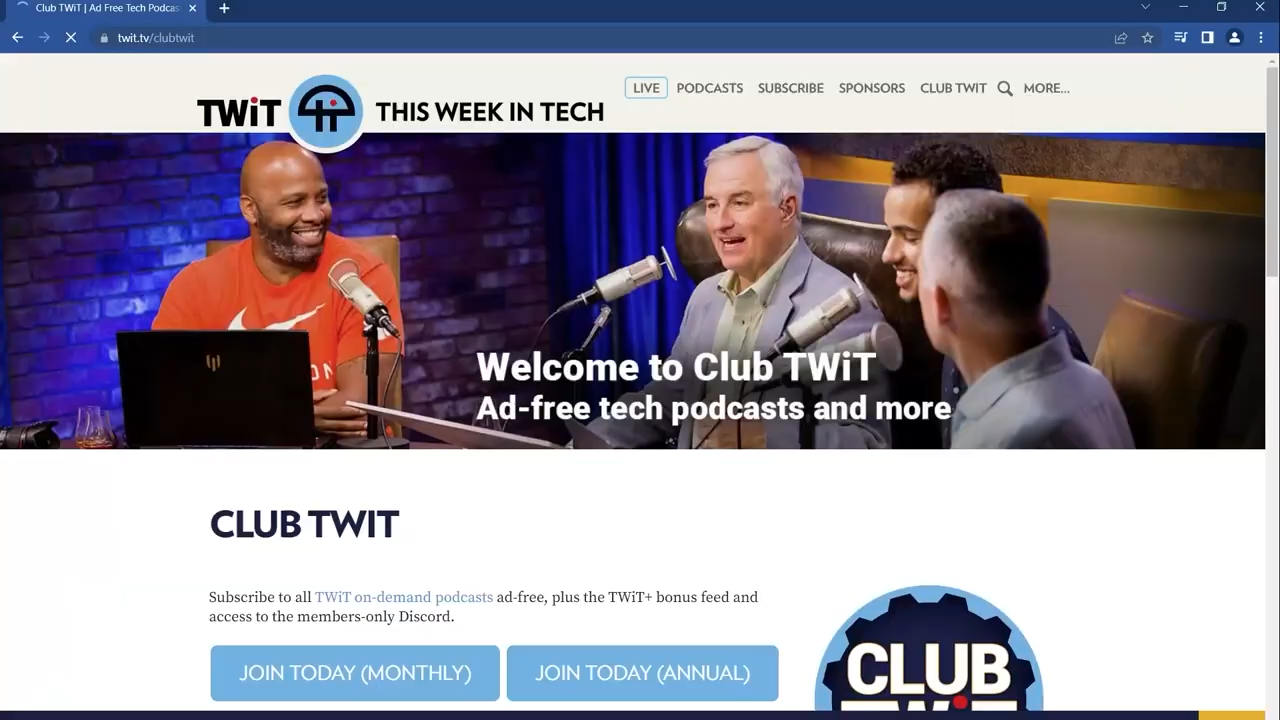 Club TWiT | Ad Free Tech Podcas
twit.tv/clubtwit
TWiT
THIS WEEK IN TECH
LIVE
PODCASTS
SUBSCRIBE
SPONSORS
CLUB TWIT
MORE...
Welcome to Club TWiT
Ad-free tech podcasts and more
CLUB TWIT
Subscribe to all TWiT on-demand podcasts ad-free, plus the TWiT+ bonus feed and
access to the members-only Discord.
JOIN TODAY (MONTHLY)
JOIN TODAY (ANNUAL)
CLUB
TWiT